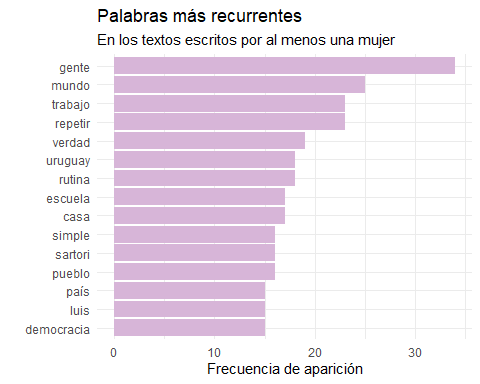 Palabras más recurrentes
En los textos escritos por al menos una mujer
gente
mundo
trabajo
repetir
verdad
uruguay
rutina
escuela
casa
simple
sartori
pueblo
país
luis
democracia
0 10 20 30
Frecuencia de aparición